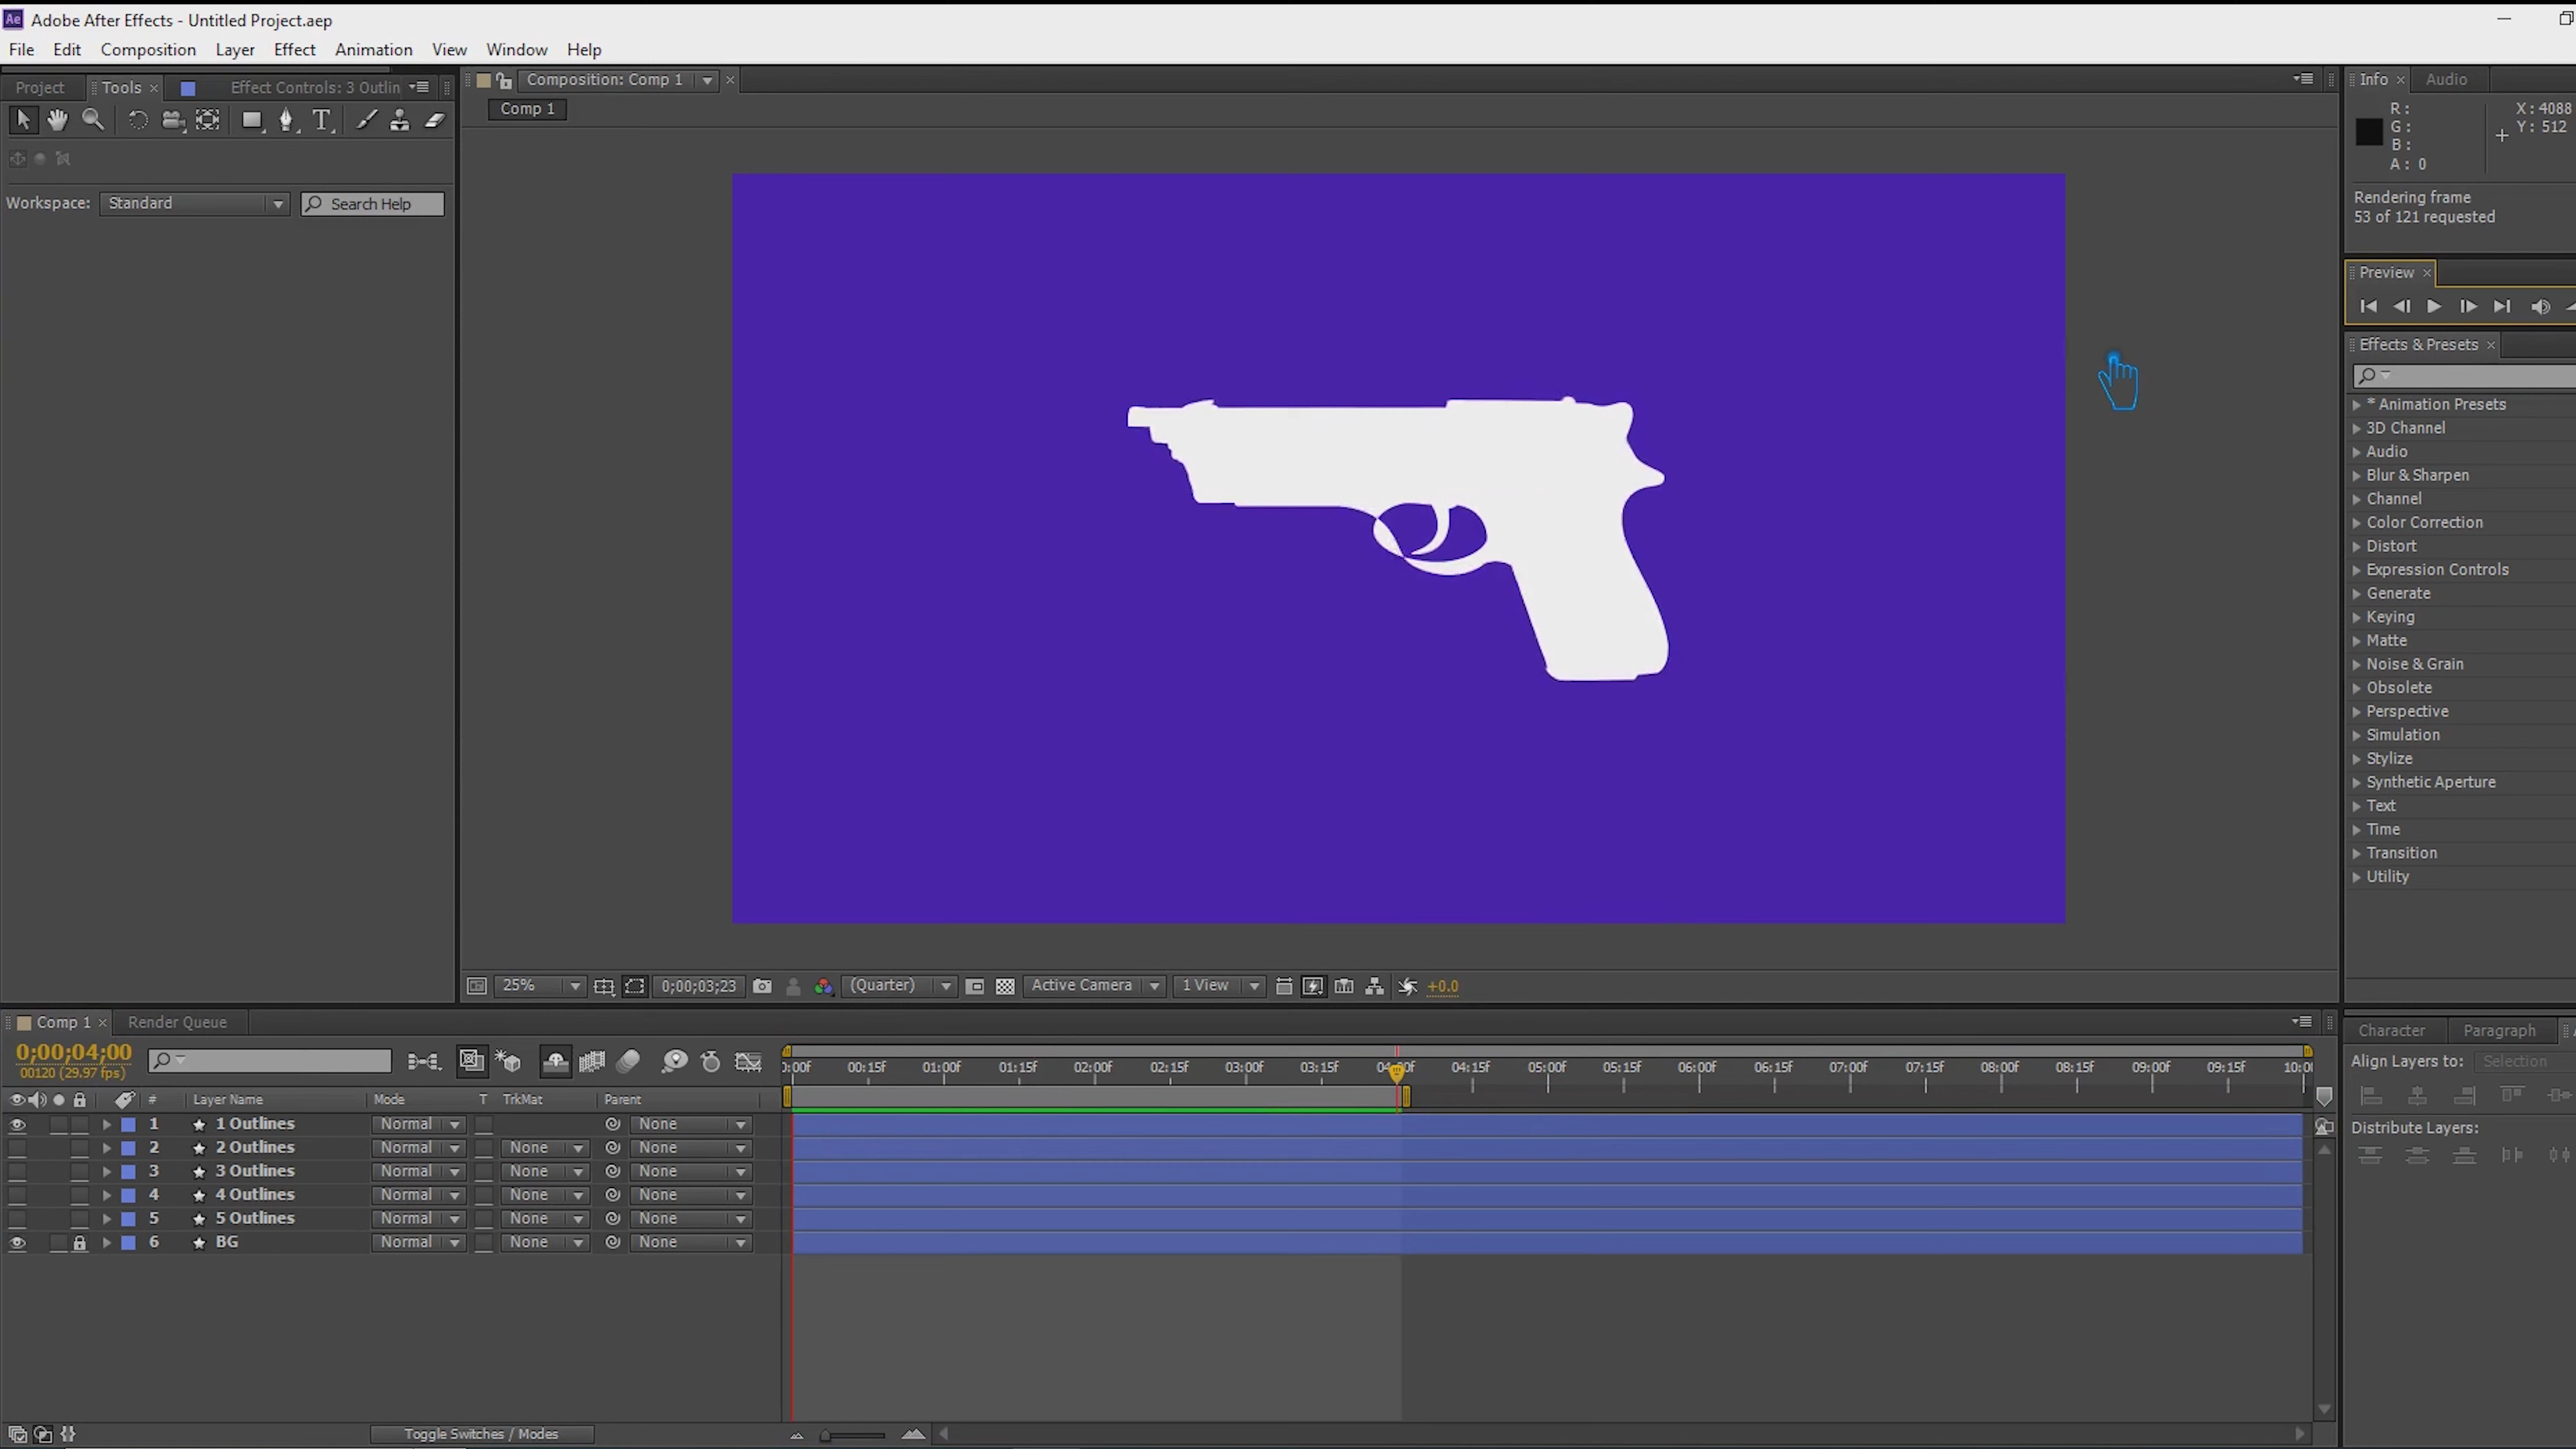 Ae Adobe After Effects - Untitled Project.aep
File Edit Composition Layer Effect Animation View Window Help
Project Tools × Effect Controls: 3 Outlin
Workspace: Standard Search Help
Composition: Comp 1 ×
Comp 1
Info × Audio
R: X: 4088
G: Y: 512
B:
A: 0
Rendering frame
53 of 121 requested
Preview ×
Effects & Presets ×
* Animation Presets
3D Channel
Audio
Blur & Sharpen
Channel
Color Correction
Distort
Expression Controls
Generate
Keying
Matte
Noise & Grain
Obsolete
Perspective
Simulation
Stylize
Synthetic Aperture
Text
Time
Transition
Utility
25% 0;00;03;23 (Quarter) Active Camera 1 View +0.0
Comp 1 × Render Queue
0;00;04;00
00120 (29.97 fps)
):00f 00:15f 01:00f 01:15f 02:00f 02:15f 03:00f 03:15f 04:00f 04:15f 05:00f 05:15f 06:00f 06:15f 07:00f 07:15f 08:00f 08:15f 09:00f 09:15f 10:0
# Layer Name Mode T TrkMat Parent
1 1 Outlines Normal None
2 2 Outlines Normal None None
3 3 Outlines Normal None None
4 4 Outlines Normal None None
5 5 Outlines Normal None None
6 BG Normal None None
Toggle Switches / Modes
Character Paragraph
Align Layers to: Selection
Distribute Layers: